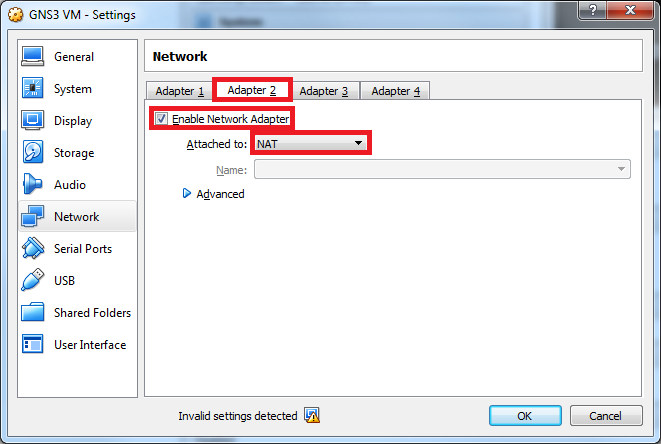 GNS3 VM - Settings
?
General
System
Display
Storage
Audio
Network
Serial Ports
USB
Shared Folders
User Interface
Network
Adapter 1 Adapter 2 Adapter 3 Adapter 4
Enable Network Adapter
Attached to: NAT
Name:
Advanced
Invalid settings detected
OK Cancel